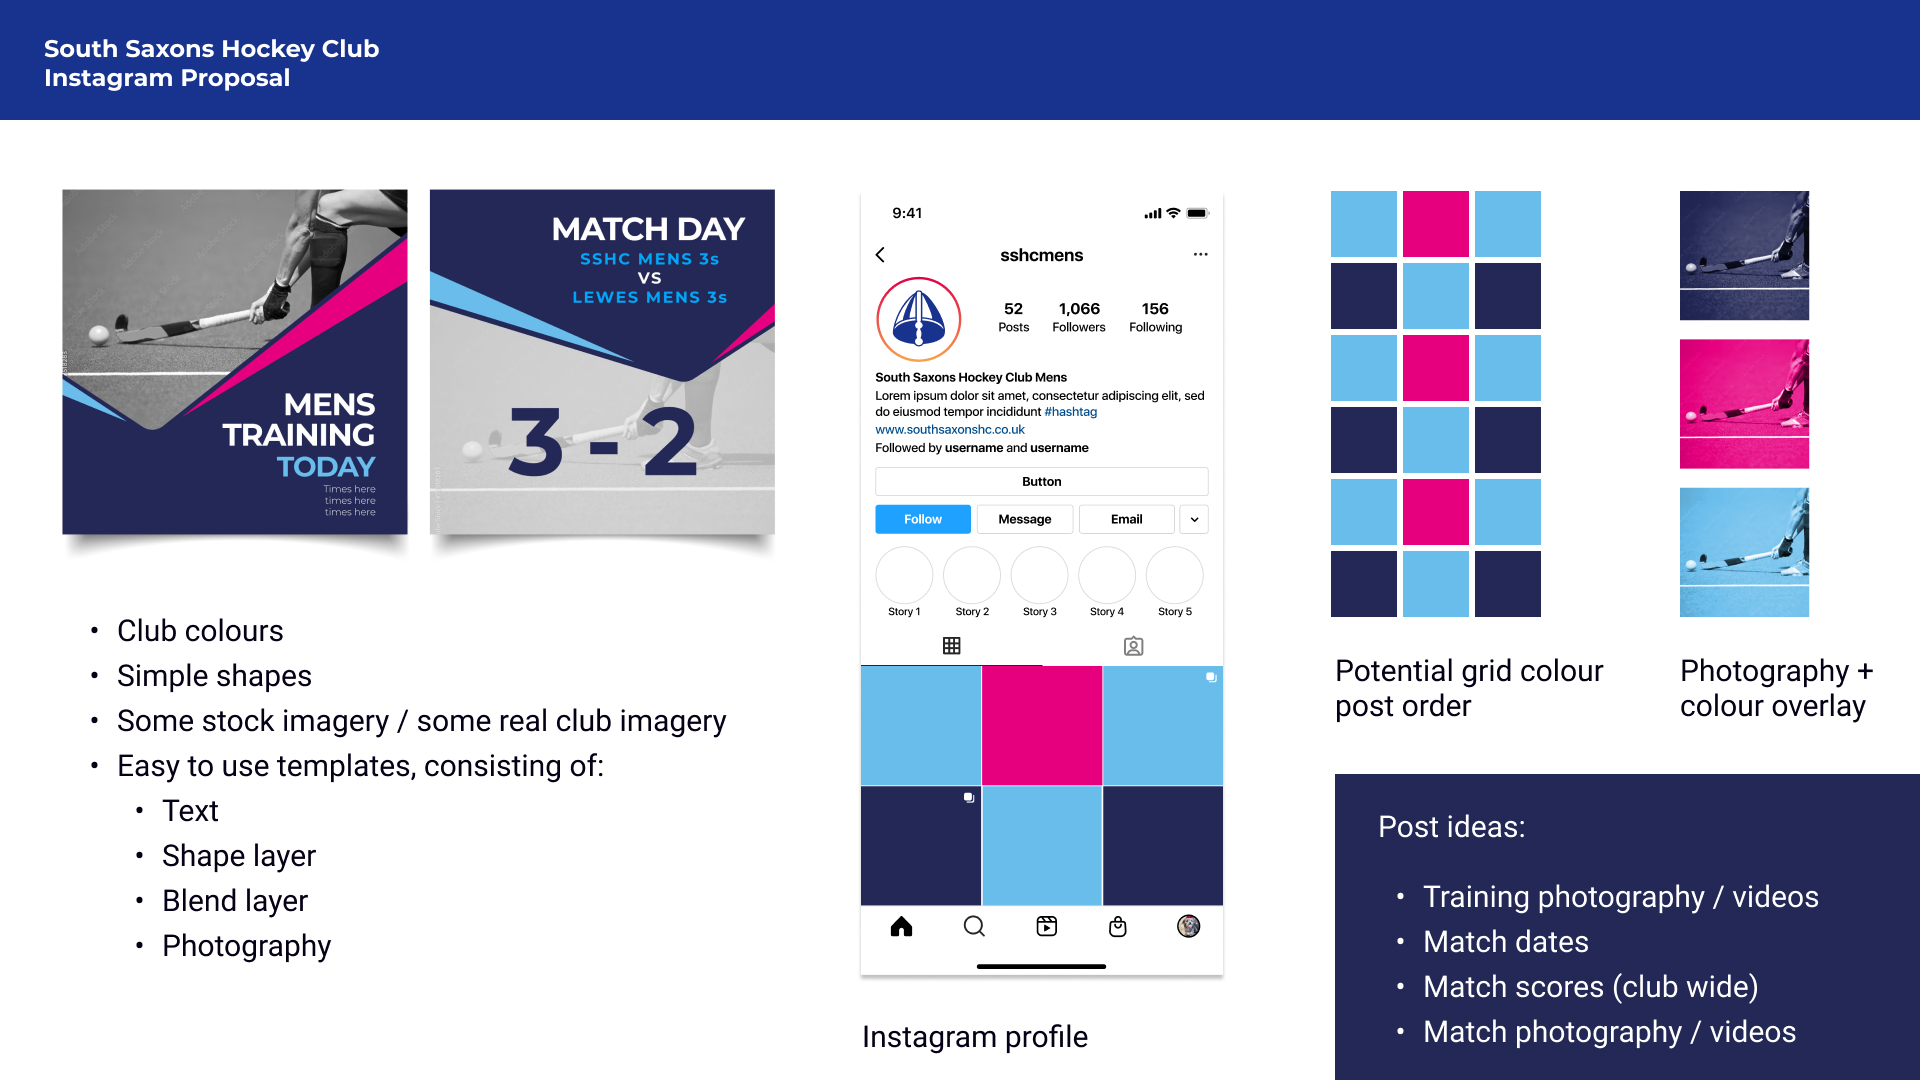 South Saxons Hockey Club
Instagram Proposal
MENS
TRAINING
TODAY
Times here
times here
times here
MATCH DAY
SSHC MENS 3s
VS
LEWES MENS 3s
3 - 2
• Club colours
• Simple shapes
• Some stock imagery / some real club imagery
• Easy to use templates, consisting of:
• Text
• Shape layer
• Blend layer
• Photography
9:41
sshcmens
52
Posts
1,066
Followers
156
Following
South Saxons Hockey Club Mens
Lorem ipsum dolor sit amet, consectetur adipiscing elit, sed
do eiusmod tempor incididunt #hashtag
www.southsaxonshc.co.uk
Followed by username and username
Button
Follow
Message
Email
Story 1
Story 2
Story 3
Story 4
Story 5
Instagram profile
Potential grid colour
post order
Photography +
colour overlay
Post ideas:
• Training photography / videos
• Match dates
• Match scores (club wide)
• Match photography / videos